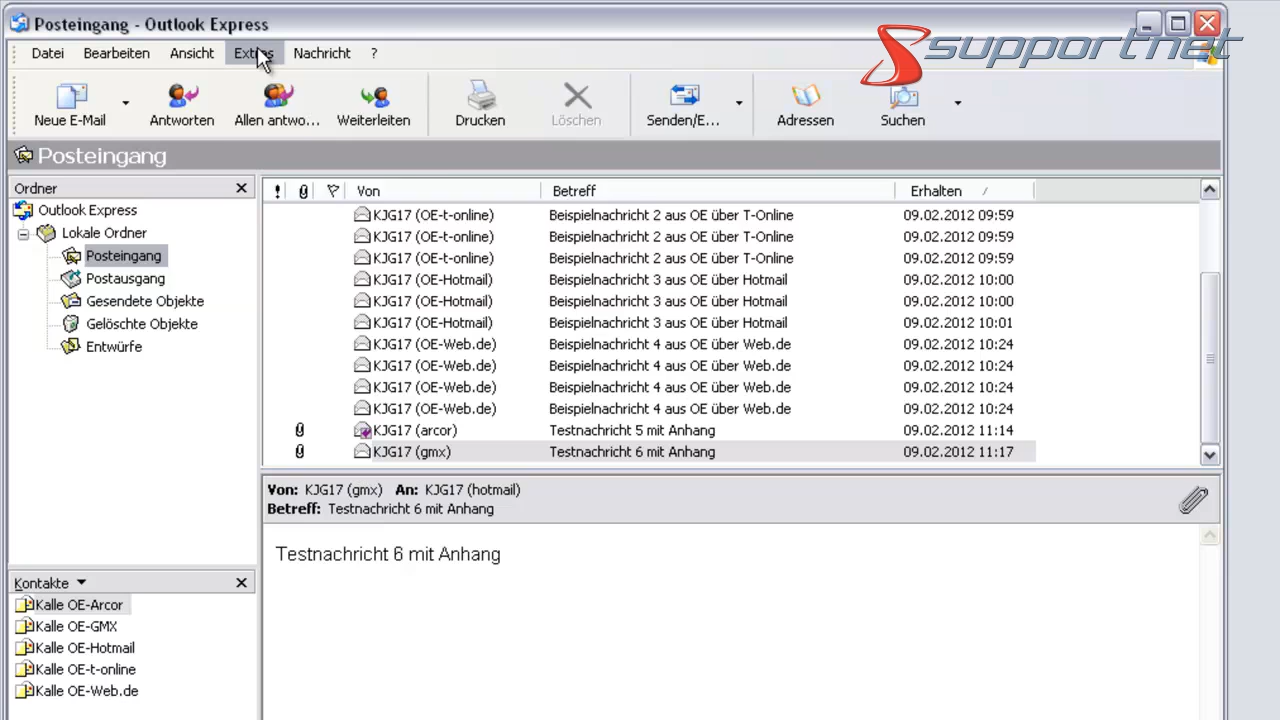 Posteingang - Outlook Express
Supportnet
Datei Bearbeiten Ansicht Extras Nachricht ?
Neue E-Mail Antworten Allen antwo... Weiterleiten Drucken Löschen Senden/E... Adressen Suchen
Posteingang
Ordner
Outlook Express
Lokale Ordner
Posteingang
Postausgang
Gesendete Objekte
Gelöschte Objekte
Entwürfe
! Von Betreff Erhalten
KJG17 (OE-t-online) Beispielnachricht 2 aus OE über T-Online 09.02.2012 09:59
KJG17 (OE-t-online) Beispielnachricht 2 aus OE über T-Online 09.02.2012 09:59
KJG17 (OE-t-online) Beispielnachricht 2 aus OE über T-Online 09.02.2012 09:59
KJG17 (OE-Hotmail) Beispielnachricht 3 aus OE über Hotmail 09.02.2012 10:00
KJG17 (OE-Hotmail) Beispielnachricht 3 aus OE über Hotmail 09.02.2012 10:00
KJG17 (OE-Hotmail) Beispielnachricht 3 aus OE über Hotmail 09.02.2012 10:01
KJG17 (OE-Web.de) Beispielnachricht 4 aus OE über Web.de 09.02.2012 10:24
KJG17 (OE-Web.de) Beispielnachricht 4 aus OE über Web.de 09.02.2012 10:24
KJG17 (OE-Web.de) Beispielnachricht 4 aus OE über Web.de 09.02.2012 10:24
KJG17 (OE-Web.de) Beispielnachricht 4 aus OE über Web.de 09.02.2012 10:24
KJG17 (arcor) Testnachricht 5 mit Anhang 09.02.2012 11:14
KJG17 (gmx) Testnachricht 6 mit Anhang 09.02.2012 11:17
Von: KJG17 (gmx) An: KJG17 (hotmail)
Betreff: Testnachricht 6 mit Anhang
Testnachricht 6 mit Anhang
Kontakte
Kalle OE-Arcor
Kalle OE-GMX
Kalle OE-Hotmail
Kalle OE-t-online
Kalle OE-Web.de